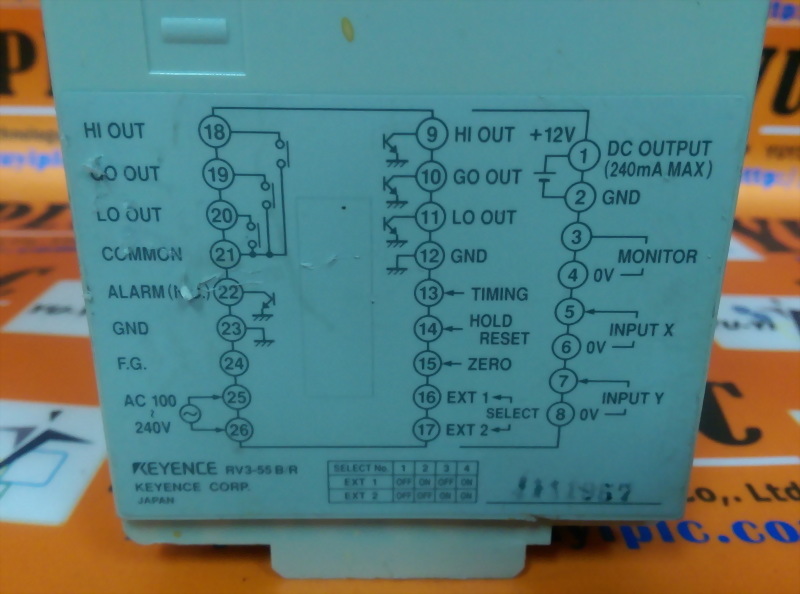 HI OUT 18
GO OUT 19
LO OUT 20
COMMON 21
ALARM 22
GND 23
F.G. 24
AC 100 25
~
240V 26
9 HI OUT
10 GO OUT
11 LO OUT
12 GND
13 TIMING
14 HOLD RESET
15 ZERO
16 EXT 1
SELECT
17 EXT 2
+12V 1 DC OUTPUT
(240mA MAX)
2 GND
3
MONITOR
4 0V
5
INPUT X
6 0V
7
INPUT Y
8 0V
KEYENCE RV3-55 B/R
KEYENCE CORP.
JAPAN
SELECT No. 1 2 3 4
EXT 1 OFF ON OFF ON
EXT 2 OFF OFF ON ON